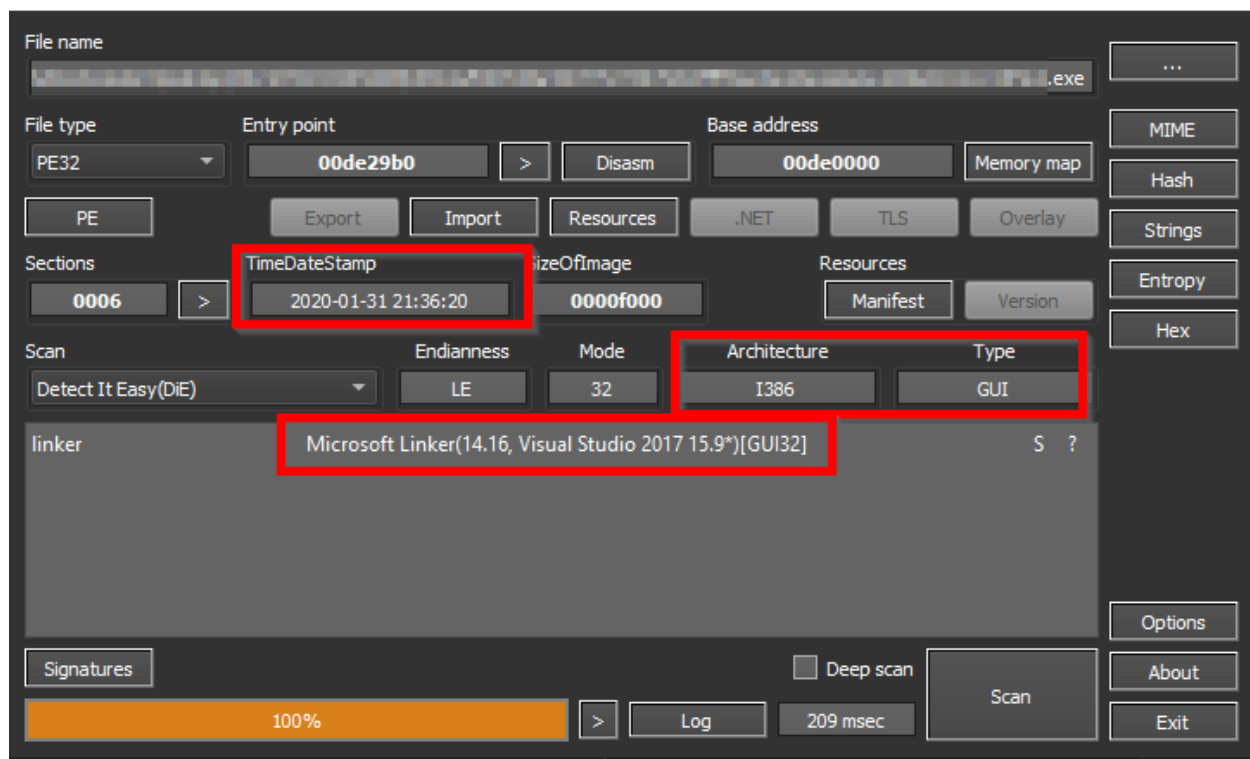 File name
.exe
...
File type Entry point Base address
PE32 00de29b0 > Disasm 00de0000 Memory map
MIME
Hash
PE Export Import Resources .NET TLS Overlay
Strings
Sections TimeDateStamp SizeOfImage Resources
0006 > 2020-01-31 21:36:20 0000f000 Manifest Version
Entropy
Hex
Scan Endianness Mode Architecture Type
Detect It Easy(DiE) LE 32 I386 GUI
linker Microsoft Linker(14.16, Visual Studio 2017 15.9*)[GUI32] S ?
Options
Signatures Deep scan Scan About
100% > Log 209 msec Exit